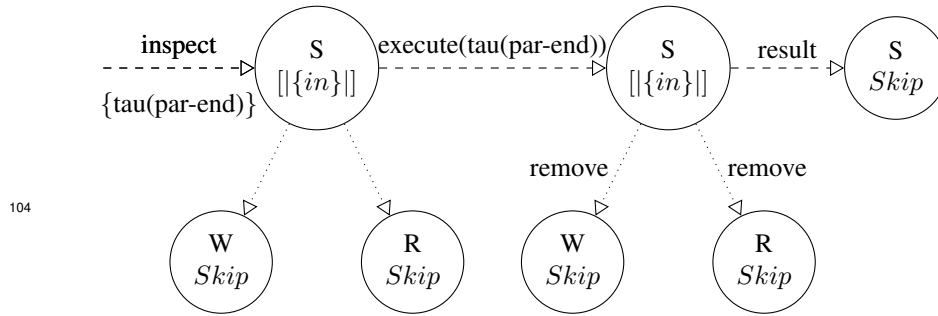 inspect
{tau(par-end)}
S
[|{in}|]
execute(tau(par-end))
S
[|{in}|]
result
S
Skip
remove
remove
104
W
Skip
R
Skip
W
Skip
R
Skip